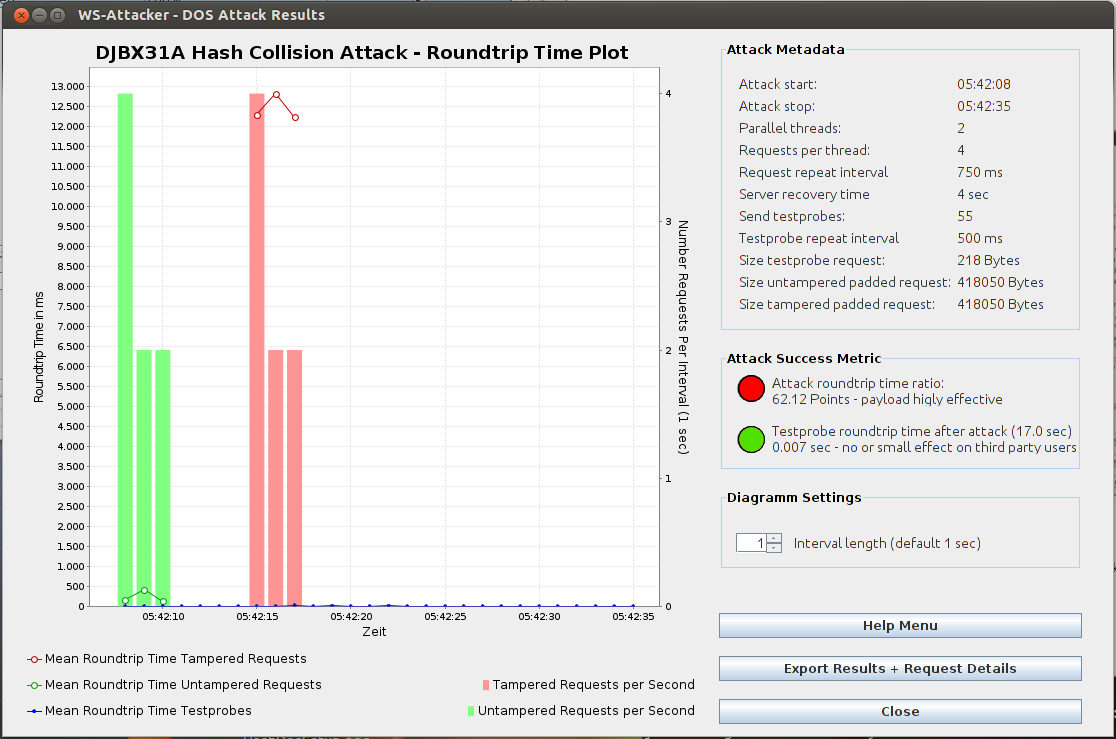 WS-Attacker - DOS Attack Results
DJBX31A Hash Collision Attack - Roundtrip Time Plot
Roundtrip Time in ms
13.000
12.500
12.000
11.500
11.000
10.500
10.000
9.500
9.000
8.500
8.000
7.500
7.000
6.500
6.000
5.500
5.000
4.500
4.000
3.500
3.000
2.500
2.000
1.500
1.000
500
0
4
3
2
1
0
Number Requests Per Interval (1 sec)
05:42:10
05:42:15
05:42:20
05:42:25
05:42:30
05:42:35
Zeit
Mean Roundtrip Time Tampered Requests
Mean Roundtrip Time Untampered Requests
Tampered Requests per Second
Mean Roundtrip Time Testprobes
Untampered Requests per Second
Attack Metadata
Attack start: 05:42:08
Attack stop: 05:42:35
Parallel threads: 2
Requests per thread: 4
Request repeat interval 750 ms
Server recovery time 4 sec
Send testprobes: 55
Testprobe repeat interval 500 ms
Size testprobe request: 218 Bytes
Size untampered padded request: 418050 Bytes
Size tampered padded request: 418050 Bytes
Attack Success Metric
Attack roundtrip time ratio:
62.12 Points - payload higly effective
Testprobe roundtrip time after attack (17.0 sec)
0.007 sec - no or small effect on third party users
Diagramm Settings
1 Interval length (default 1 sec)
Help Menu
Export Results + Request Details
Close